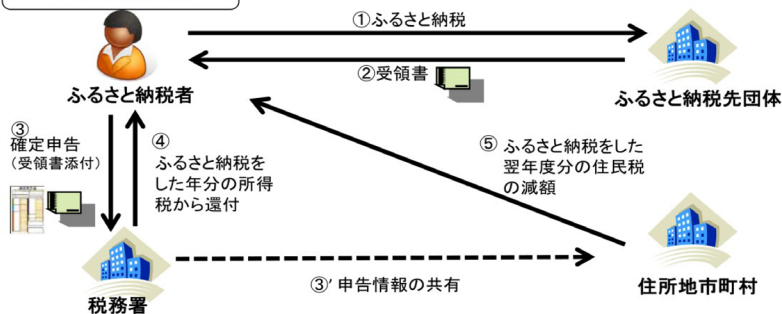 ①ふるさと納税
②受領書
ふるさと納税者
ふるさと納税先団体
③
確定申告
（受領書添付）
④
ふるさと納税を
した年分の所得
税から還付
⑤ ふるさと納税をした
翌年度分の住民税
の減額
税務署
③’申告情報の共有
住所地市町村